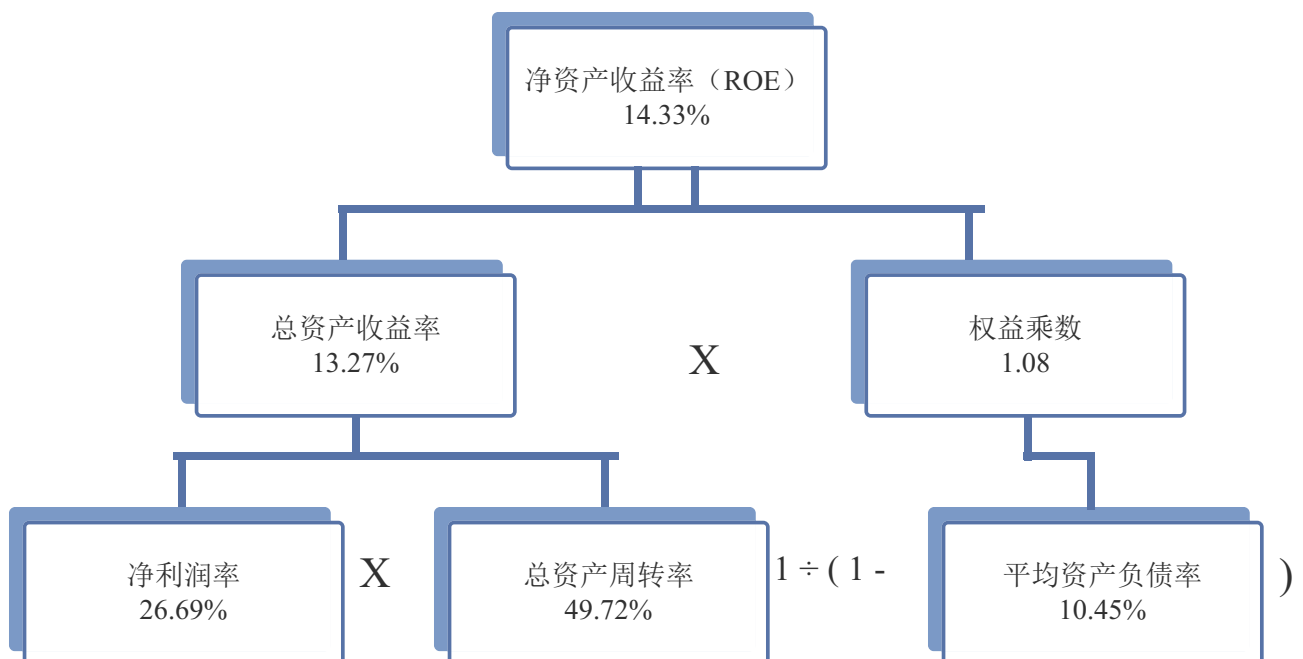 净资产收益率（ROE）
14.33%
总资产收益率
13.27%
X
权益乘数
1.08
净利润率
26.69%
X
总资产周转率
49.72%
1 ÷ ( 1 -
平均资产负债率
10.45%
)